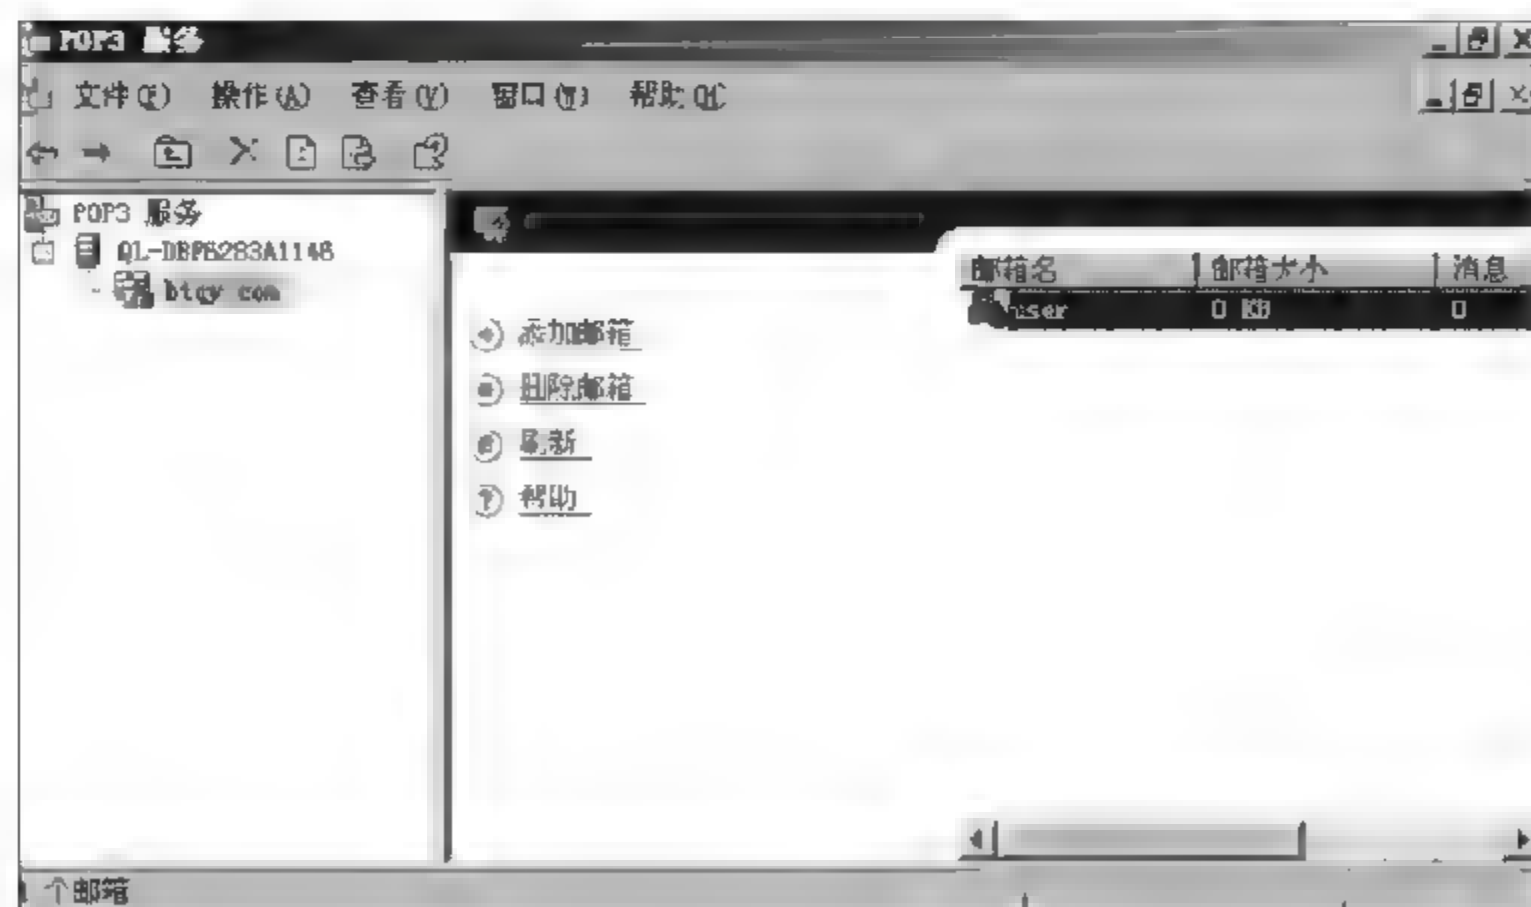 POP3 服务
文件(F) 操作(A) 查看(V) 窗口(W) 帮助(H)
POP3 服务
btqy com
邮箱名 邮箱大小 消息
user 0 KB 0
添加邮箱
删除邮箱
刷新
帮助
个邮箱